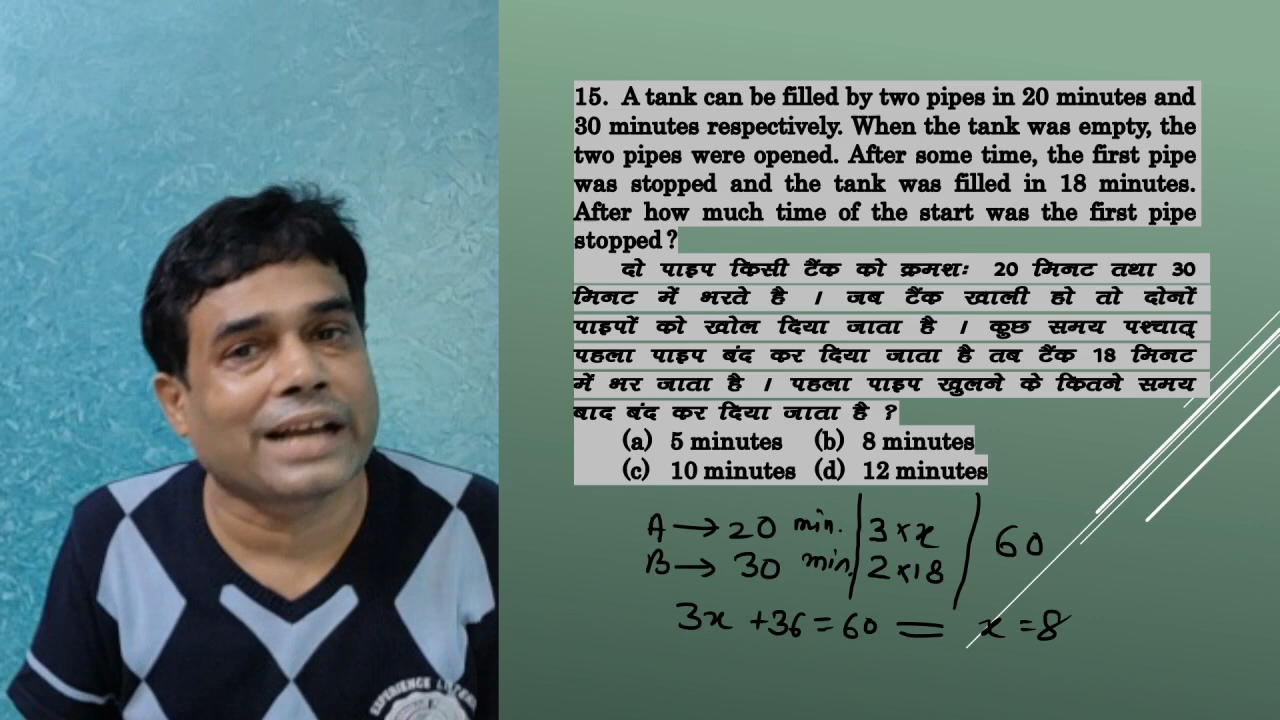 15. A tank can be filled by two pipes in 20 minutes and
30 minutes respectively. When the tank was empty, the
two pipes were opened. After some time, the first pipe
was stopped and the tank was filled in 18 minutes.
After how much time of the start was the first pipe
stopped ?
दो पाइप किसी टैंक को क्रमशः 20 मिनट तथा 30
मिनट में भरते है । जब टैंक खाली हो तो दोनों
पाइपों को खोल दिया जाता है । कुछ समय पश्चात्
पहला पाइप बंद कर दिया जाता है तब टैंक 18 मिनट
में भर जाता है । पहला पाइप खुलने के कितने समय
बाद बंद कर दिया जाता है ?
(a) 5 minutes (b) 8 minutes
(c) 10 minutes (d) 12 minutes
A → 20 min. | 3 × x | 60
B → 30 min. | 2 × 18
3x + 36 = 60 = x = 8
EXPERIENCE